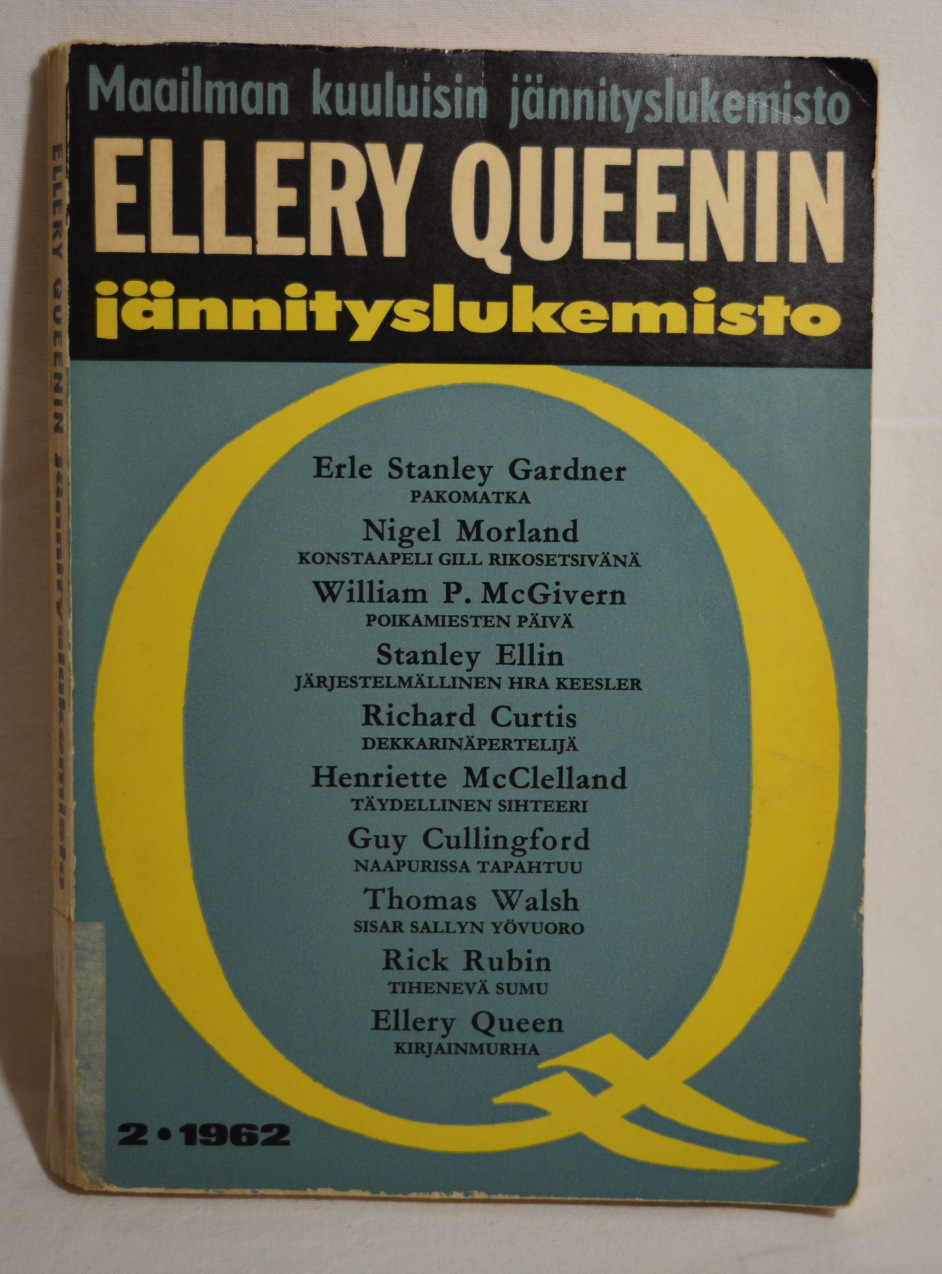 Maailman kuuluisin jännityslukemisto
ELLERY QUEENIN
jännityslukemisto
Erle Stanley Gardner
PAKOMATKA
Nigel Morland
KONSTAAPELI GILL RIKOSETSIVÄNÄ
William P. McGivern
POIKAMIESTEN PÄIVÄ
Stanley Ellin
JÄRJESTELMÄLLINEN HRA KEESLER
Richard Curtis
DEKKARINÄPERTELIJÄ
Henriette McClelland
TÄYDELLINEN SIHTEERI
Guy Cullingford
NAAPURISSA TAPAHTUU
Thomas Walsh
SISAR SALLYN YÖVUORO
Rick Rubin
TIHENEVÄ SUMU
Ellery Queen
KIRJAINMURHA
2 • 1962
ELLERY QUEENIN jännityslukemisto